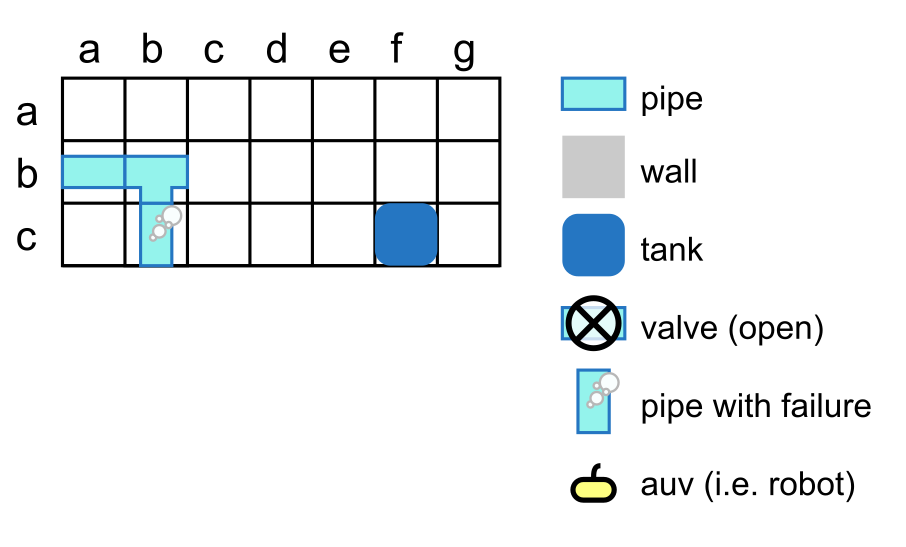 a b c d e f g
a
b
c
pipe
wall
tank
valve (open)
pipe with failure
auv (i.e. robot)